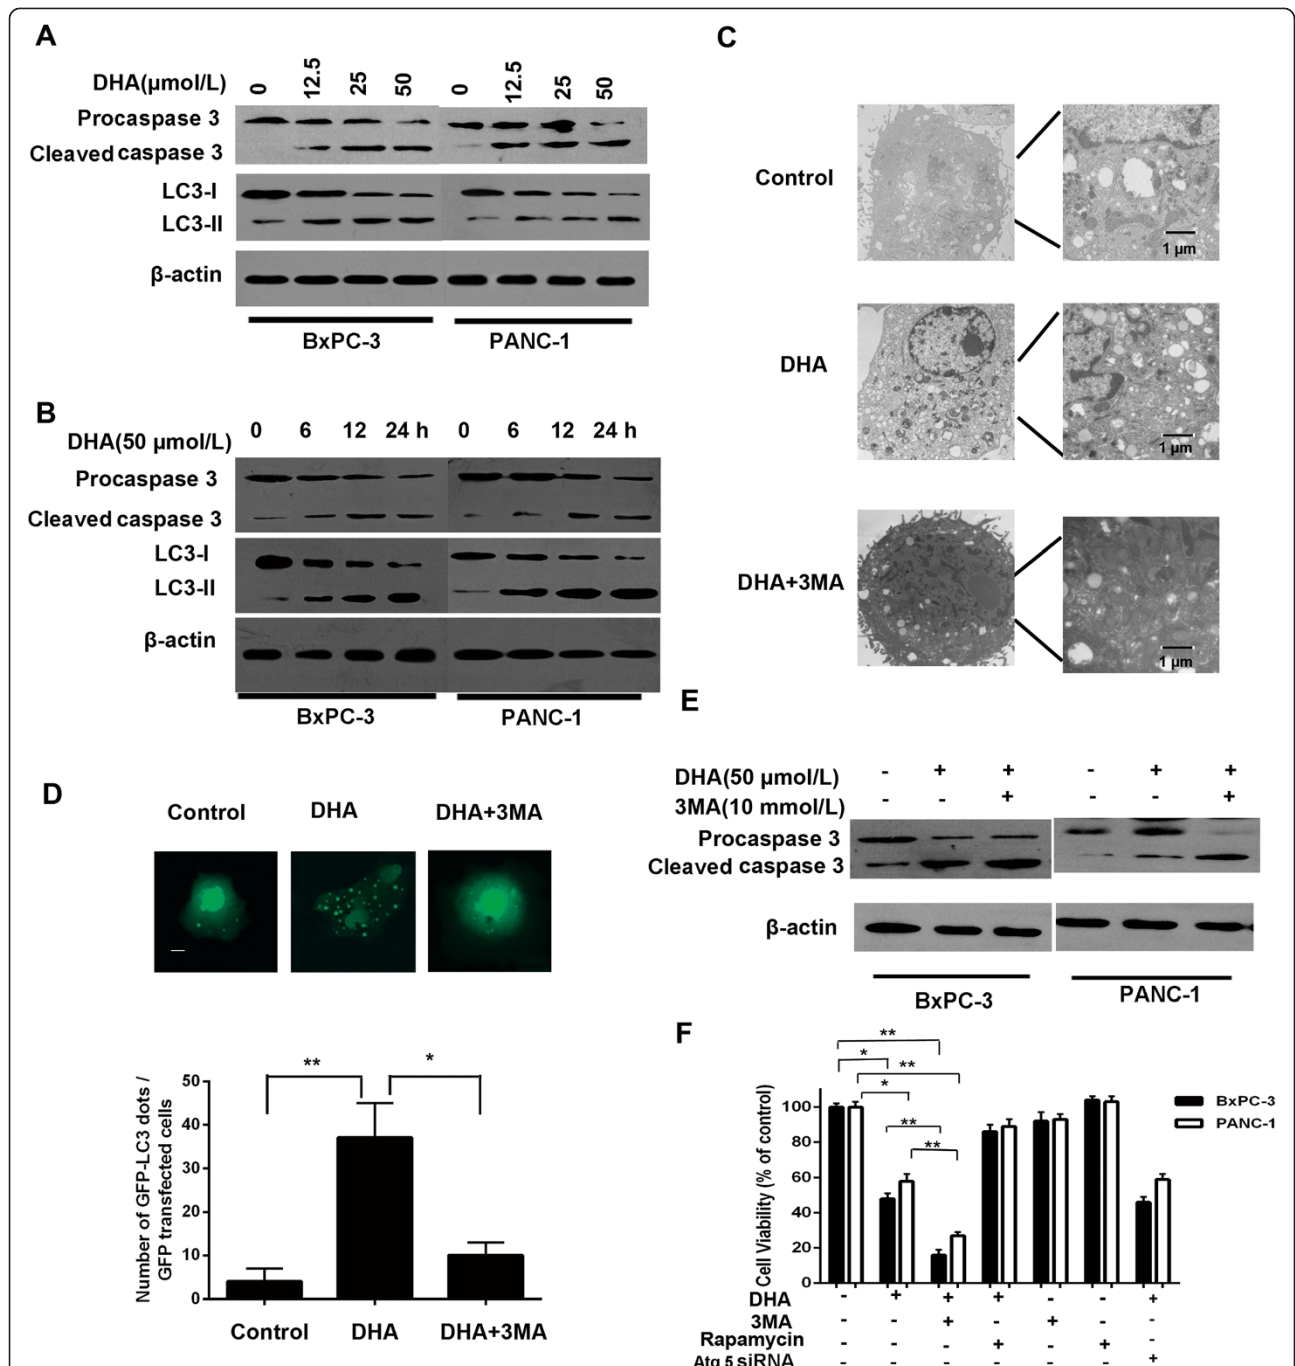 A
DHA(µmol/L)
0 12.5 25 50 0 12.5 25 50
Procaspase 3
Cleaved caspase 3
LC3-I
LC3-II
β-actin
BxPC-3 PANC-1
B
DHA(50 µmol/L) 0 6 12 24 h 0 6 12 24 h
Procaspase 3
Cleaved caspase 3
LC3-I
LC3-II
β-actin
BxPC-3 PANC-1
C
Control
1 µm
DHA
1 µm
DHA+3MA
1 µm
D
Control DHA DHA+3MA
Number of GFP-LC3 dots /
GFP transfected cells
50
40
30
20
10
0
** *
Control DHA DHA+3MA
E
DHA(50 µmol/L) - + + - + +
3MA(10 mmol/L) - - + - - +
Procaspase 3
Cleaved caspase 3
β-actin
BxPC-3 PANC-1
F
Cell Viability (% of control)
100
80
60
40
20
0
**
*
**
*
**
**
BxPC-3
PANC-1
DHA - + + + - - +
3MA - - + - + - -
Rapamycin - - - + - + -
Atg 5 siRNA - - - - - - +